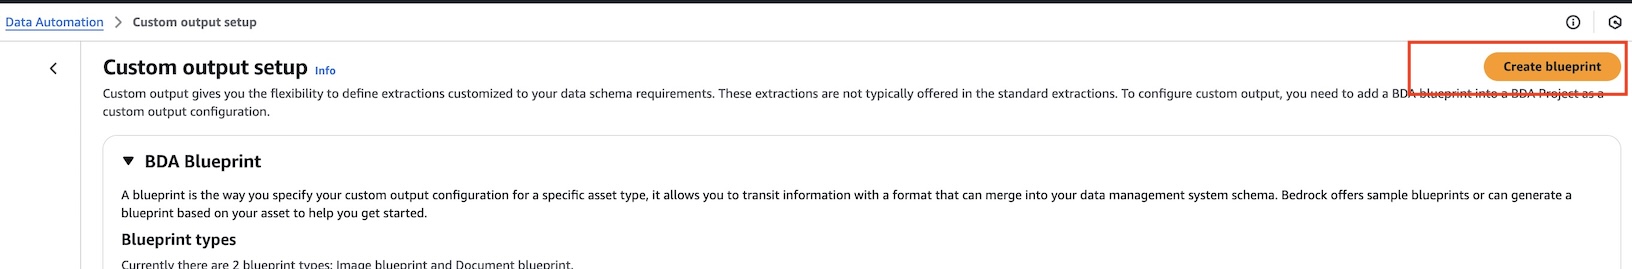 Data Automation > Custom output setup
Custom output setup Info
Create blueprint
Custom output gives you the flexibility to define extractions customized to your data schema requirements. These extractions are not typically offered in the standard extractions. To configure custom output, you need to add a BDA blueprint into a BDA Project as a
custom output configuration.
BDA Blueprint
A blueprint is the way you specify your custom output configuration for a specific asset type, it allows you to transit information with a format that can merge into your data management system schema. Bedrock offers sample blueprints or can generate a
blueprint based on your asset to help you get started.
Blueprint types
Currently there are 2 blueprint types: Image blueprint and Document blueprint.